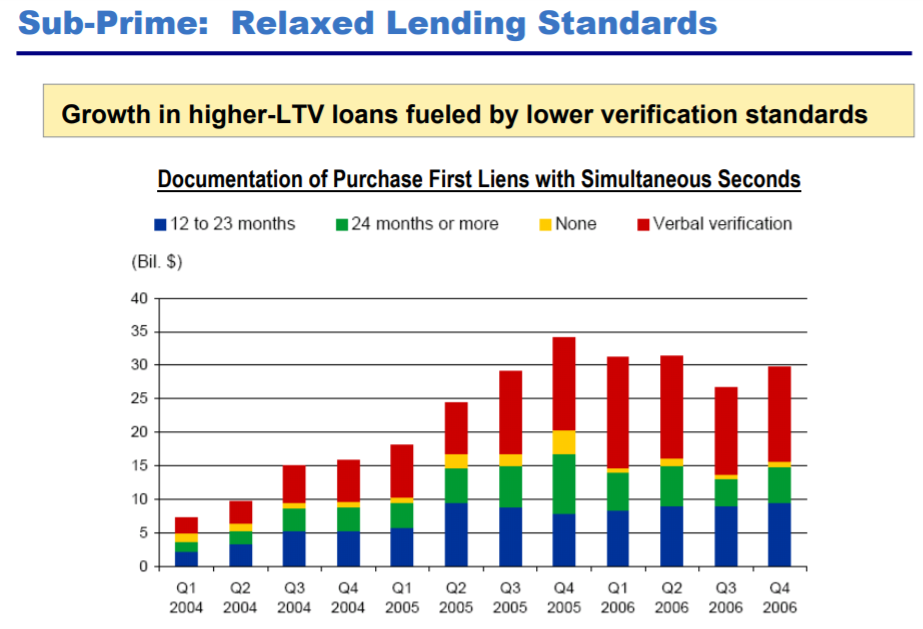 Sub-Prime: Relaxed Lending Standards
Growth in higher-LTV loans fueled by lower verification standards
Documentation of Purchase First Liens with Simultaneous Seconds
12 to 23 months 24 months or more None Verbal verification
(Bil. $)
40
35
30
25
20
15
10
5
0
Q1 Q2 Q3 Q4 Q1 Q2 Q3 Q4 Q1 Q2 Q3 Q4
2004 2004 2004 2004 2005 2005 2005 2005 2006 2006 2006 2006